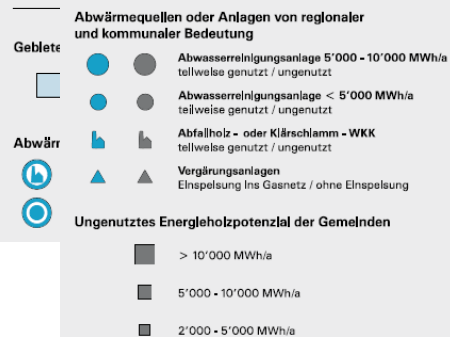 Abwärmequellen oder Anlagen von regionaler
und kommunaler Bedeutung
Gebiete
Abwasserreinigungsanlage 5'000 - 10'000 MWh/a
teilweise genutzt / ungenutzt
Abwasserreinigungsanlage < 5'000 MWh/a
teilweise genutzt / ungenutzt
Abwärr
Abfallholz - oder Klärschlamm - WKK
teilweise genutzt / ungenutzt
Vergärungsanlagen
Einspeisung ins Gasnetz / ohne Einspeisung
Ungenutztes Energieholzpotenzial der Gemeinden
> 10'000 MWh/a
5'000 - 10'000 MWh/a
2'000 - 5'000 MWh/a